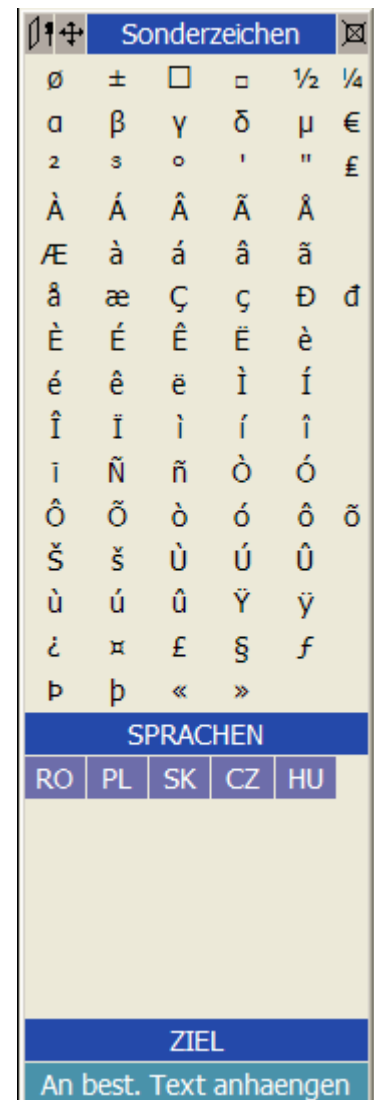 Sonderzeichen
ø ± □ ▫ ½ ¼
ɑ β γ δ µ €
² ³ ° ' " £
À Á Â Ã Å
Æ à á â ã
å æ Ç ç Ð đ
È É Ê Ë è
é ê ë Ì Í
Î Ï ì í î
ī Ñ ñ Ò Ó
Ô Õ ò ó ô õ
Š š Ù Ú Û
ù ú û Ÿ ÿ
¿ ¤ £ § ƒ
Þ þ « »
SPRACHEN
RO PL SK CZ HU
ZIEL
An best. Text anhaengen